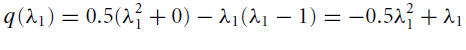 q(λ₁) = 0.5(λ₁² + 0) − λ₁(λ₁ − 1) = −0.5λ₁² + λ₁